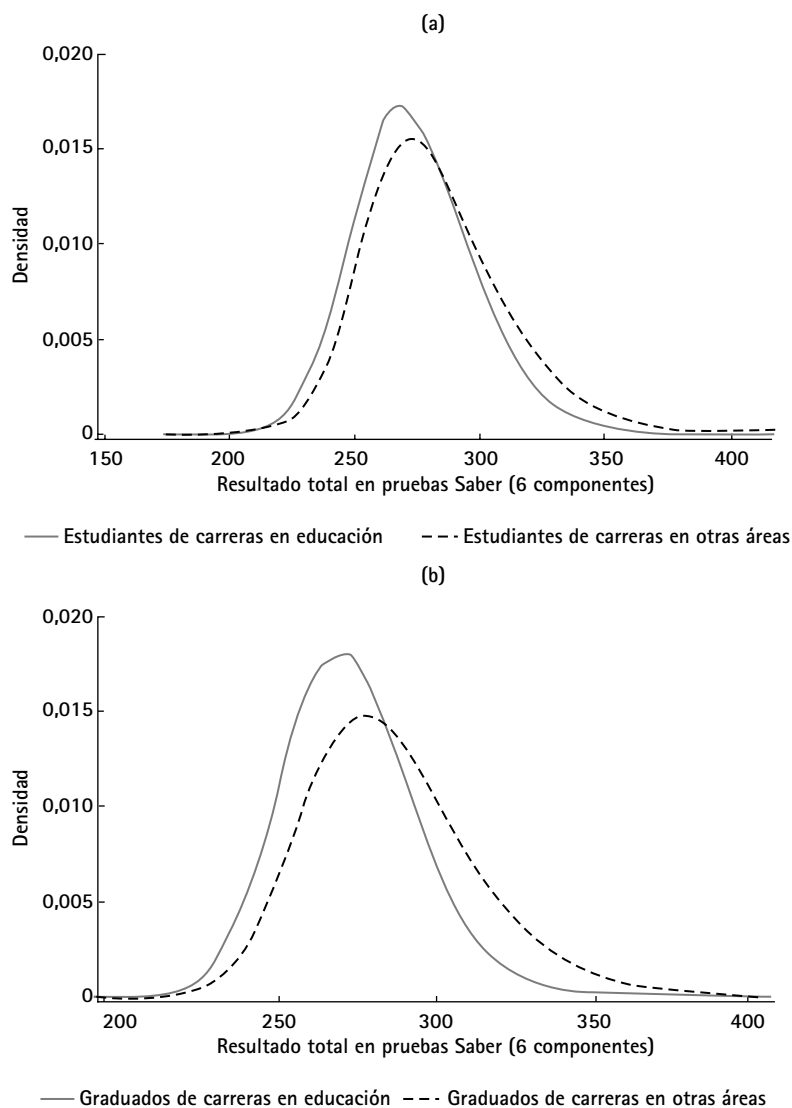 (a)
0,020
0,015
0,010
0,005
0
Densidad
150 200 250 300 350 400
Resultado total en pruebas Saber (6 componentes)
Estudiantes de carreras en educación Estudiantes de carreras en otras áreas
(b)
0,020
0,015
0,010
0,005
0
Densidad
200 250 300 350 400
Resultado total en pruebas Saber (6 componentes)
Graduados de carreras en educación Graduados de carreras en otras áreas